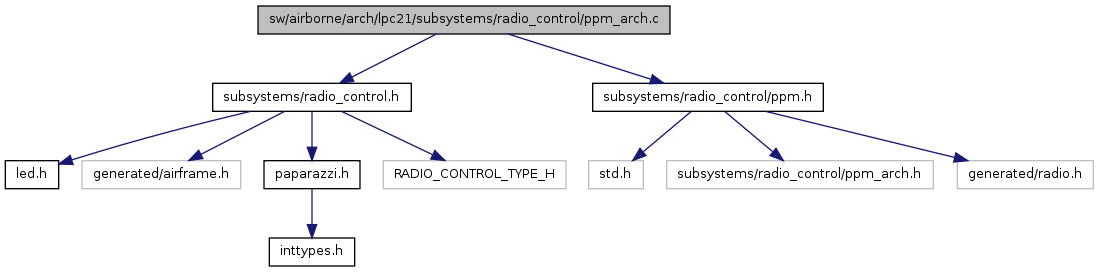 sw/airborne/arch/lpc21/subsystems/radio_control/ppm_arch.c
subsystems/radio_control.h
subsystems/radio_control/ppm.h
led.h
generated/airframe.h
paparazzi.h
RADIO_CONTROL_TYPE_H
std.h
subsystems/radio_control/ppm_arch.h
generated/radio.h
inttypes.h